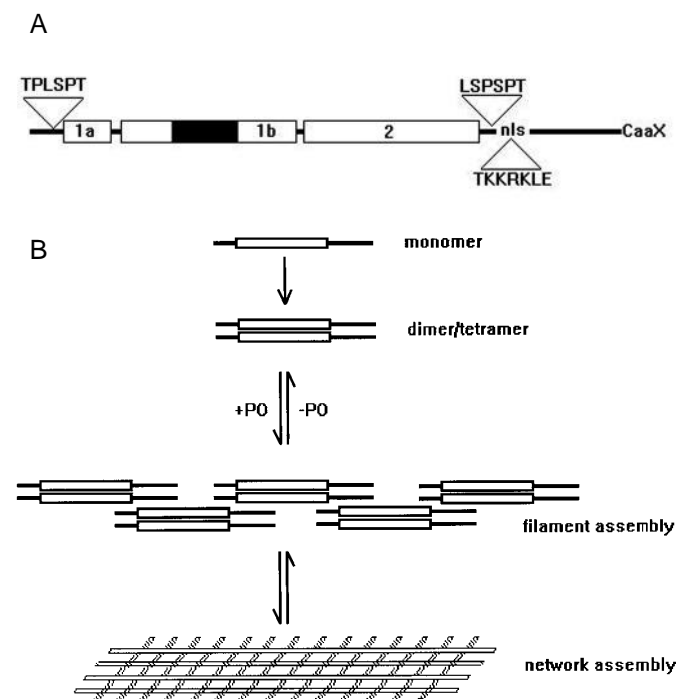 A
TPLSPT
LSPSPT
1a
1b
2
nls
CaaX
TKKRKLE
B
monomer
dimer/tetramer
+PO
-PO
filament assembly
network assembly